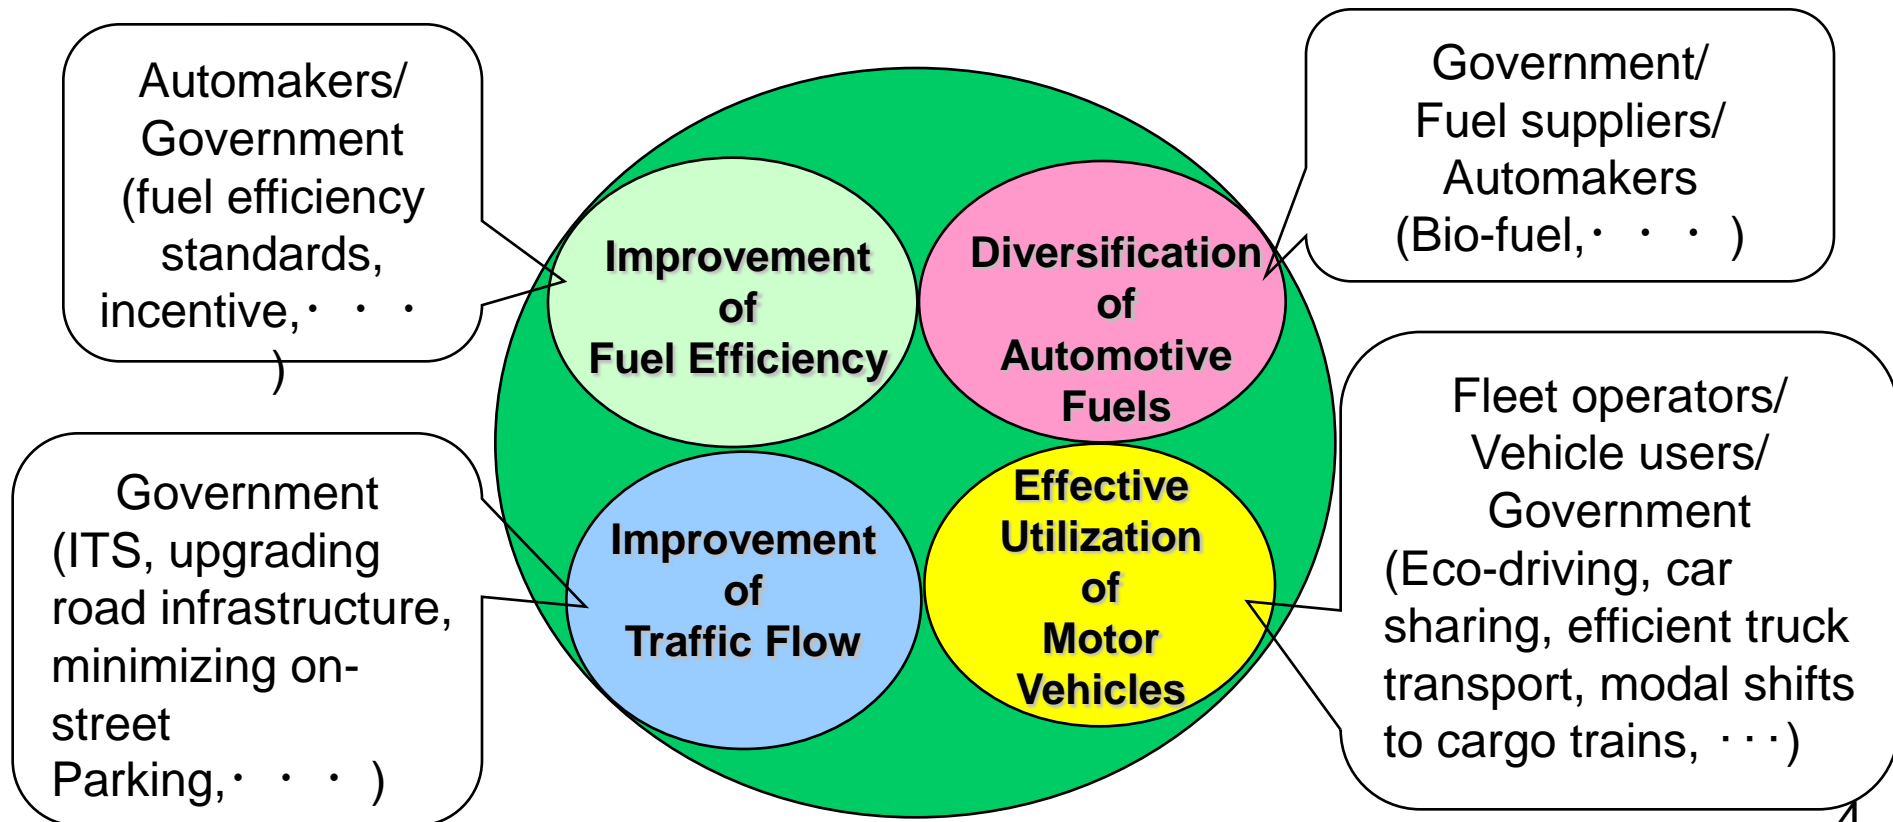 Automakers/
Government
(fuel efficiency
standards,
incentive,・ ・ ・
)
Government/
Fuel suppliers/
Automakers
(Bio-fuel,・ ・ ・ )
Improvement
of
Fuel Efficiency
Diversification
of
Automotive
Fuels
Government
(ITS, upgrading
road infrastructure,
minimizing on-
street
Parking,・ ・ ・ )
Improvement
of
Traffic Flow
Effective
Utilization
of
Motor
Vehicles
Fleet operators/
Vehicle users/
Government
(Eco-driving, car
sharing, efficient truck
transport, modal shifts
to cargo trains, ･･･)